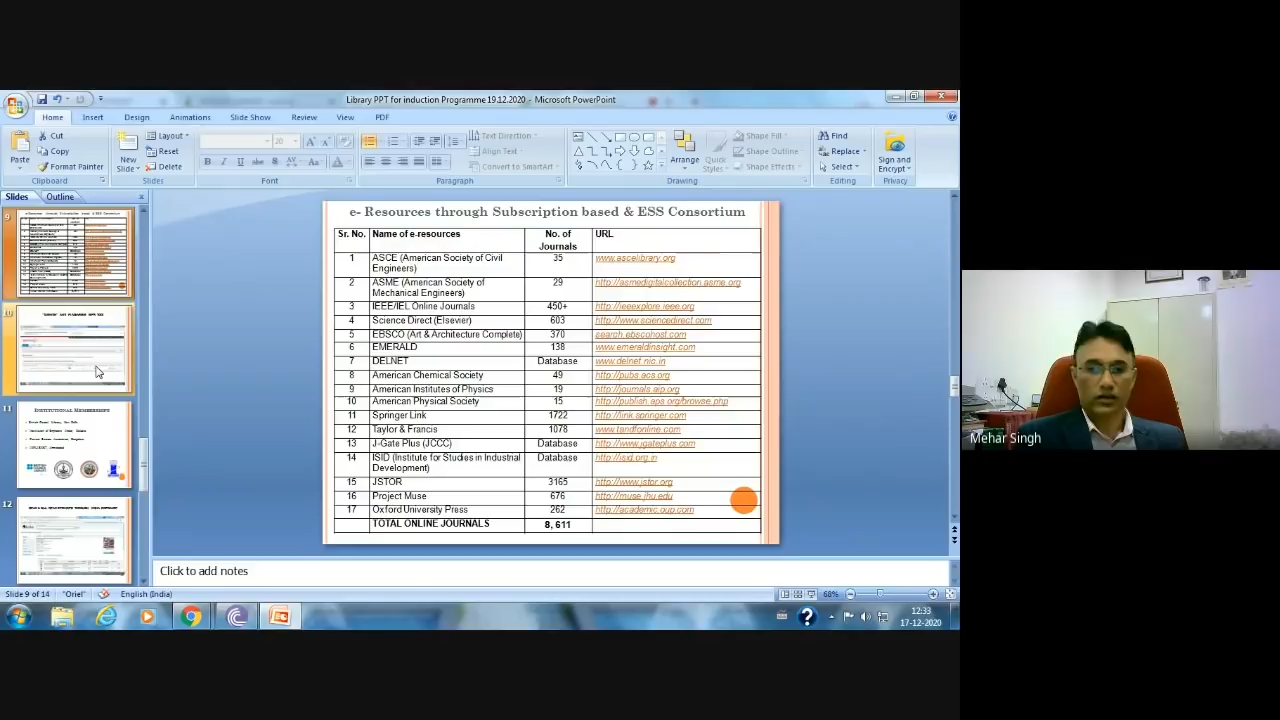 Library PPT for induction Programme 19.12.2020 - Microsoft PowerPoint
Home Insert Design Animations Slide Show Review View PDF
Cut
Copy
Format Painter
Paste
Clipboard
New Slide
Layout
Reset
Delete
Slides
20
Font
Text Direction
Align Text
Convert to SmartArt
Paragraph
Arrange
Quick Styles
Shape Fill
Shape Outline
Shape Effects
Drawing
Find
Replace
Select
Editing
Sign and Encrypt
Privacy
Slides Outline
9
10
11
INSTITUTIONAL MEMBERSHIPS
12
e- Resources through Subscription based & ESS Consortium
Sr. No. Name of e-resources No. of Journals URL
1 ASCE (American Society of Civil Engineers) 35 www.ascelibrary.org
2 ASME (American Society of Mechanical Engineers) 29 http://asmedigitalcollection.asme.org
3 IEEE/IEL Online Journals 450+ http://ieeexplore.ieee.org
4 Science Direct (Elsevier) 603 http://www.sciencedirect.com
5 EBSCO (Art & Architecture Complete) 370 search.ebscohost.com
6 EMERALD 138 www.emeraldinsight.com
7 DELNET Database www.delnet.nic.in
8 American Chemical Society 49 http://pubs.acs.org
9 American Institutes of Physics 19 http://journals.aip.org
10 American Physical Society 15 http://publish.aps.org/browse.php
11 Springer Link 1722 http://link.springer.com
12 Taylor & Francis 1078 www.tandfonline.com
13 J-Gate Plus (JCCC) Database http://www.jgateplus.com
14 ISID (Institute for Studies in Industrial Development) Database http://isid.org.in
15 JSTOR 3165 http://www.jstor.org
16 Project Muse 676 http://muse.jhu.edu
17 Oxford University Press 262 http://academic.oup.com
TOTAL ONLINE JOURNALS 8,611
Click to add notes
Slide 9 of 14 "Oriel" English (India) 68%
12:33
17-12-2020
Mehar Singh